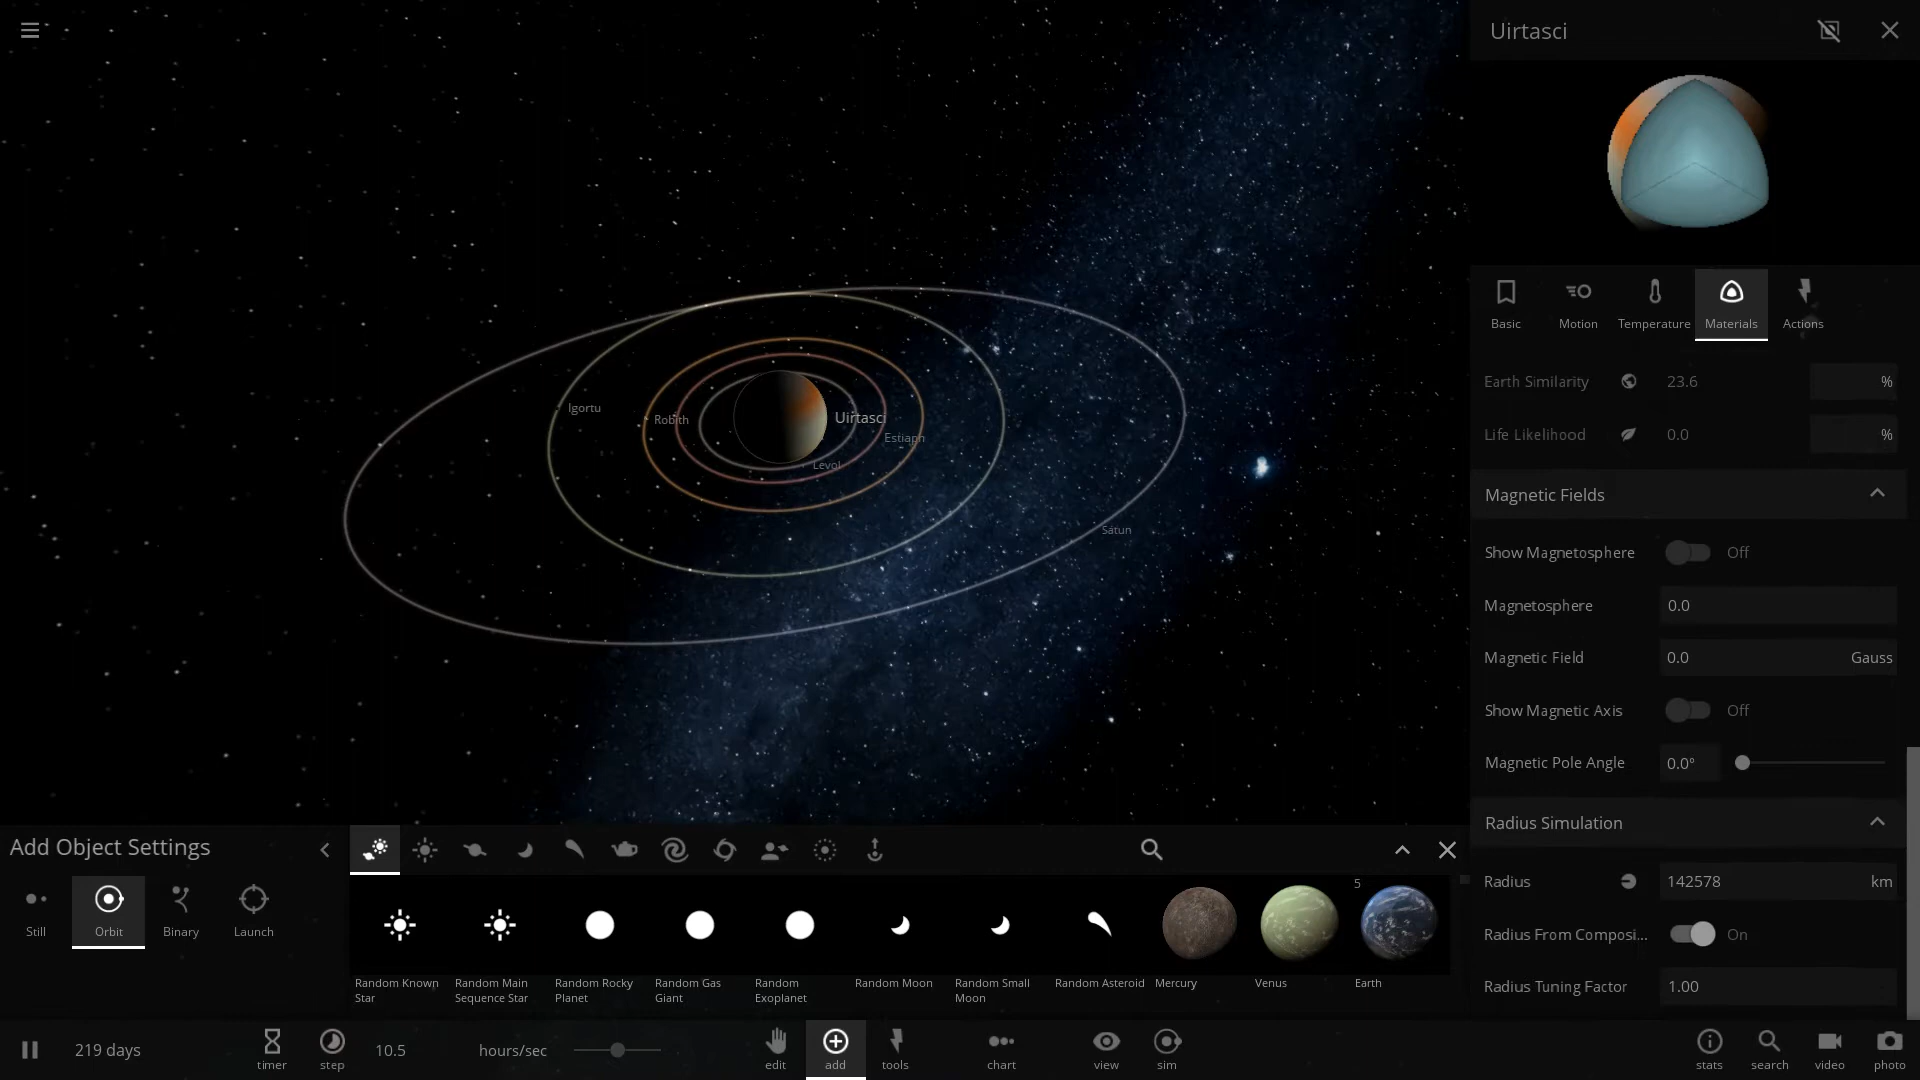 Uirtasci
Basic
Motion
Temperature
Materials
Actions
Earth Similarity 23.6 %
Life Likelihood 0.0 %
Magnetic Fields
Show Magnetosphere Off
Magnetosphere 0.0
Magnetic Field 0.0 Gauss
Show Magnetic Axis Off
Magnetic Pole Angle 0.0°
Radius Simulation
Radius 142578 km
Radius From Composi... On
Radius Tuning Factor 1.00
Igortu
Robith
Uirtasci
Levol
Satun
Add Object Settings
Still
Orbit
Binary
Launch
5
Random Known
Star
Random Main
Sequence Star
Random Rocky
Planet
Random Gas
Giant
Random
Exoplanet
Random Moon
Random Small
Moon
Random Asteroid
Mercury
Venus
Earth
219 days
timer
step
10.5 hours/sec
edit
add
tools
chart
view
sim
stats
search
video
photo